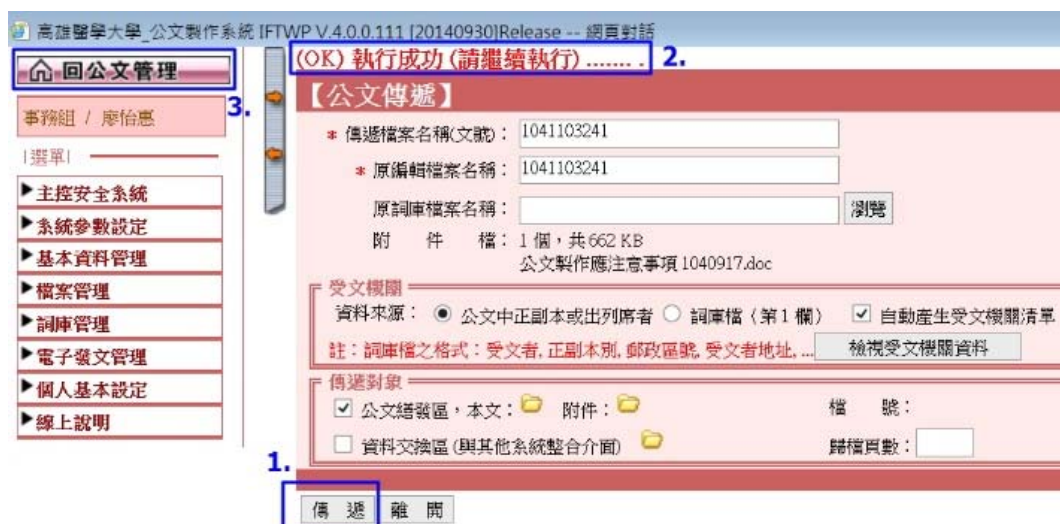 高雄醫學大學_公文製作系統 IFTWP V.4.0.0.111 [20140930]Release -- 網頁對話
回公文管理
3.
事務組 / 廖怡惠
|選單|
▶主控安全系統
▶系統參數設定
▶基本資料管理
▶檔案管理
▶詞庫管理
▶電子發文管理
▶個人基本設定
▶線上說明
(OK) 執行成功 (請繼續執行) ....... . 2.
【公文傳遞】
* 傳遞檔案名稱(文號): 1041103241
* 原編輯檔案名稱: 1041103241
原詞庫檔案名稱: 瀏覽
附 件 檔: 1 個,共 662 KB
公文製作應注意事項 1040917.doc
受文機關
資料來源: 公文中正副本或出列席者 詞庫檔 (第 1 欄) 自動產生受文機關清單
註:詞庫檔之格式:受文者, 正副本別, 郵政區號, 受文者地址, ... 檢視受文機關資料
傳遞對象
公文繕發區,本文: 附件: 檔 號:
資料交換區 (與其他系統整合介面) 歸檔頁數:
1.
傳 遞 離 開